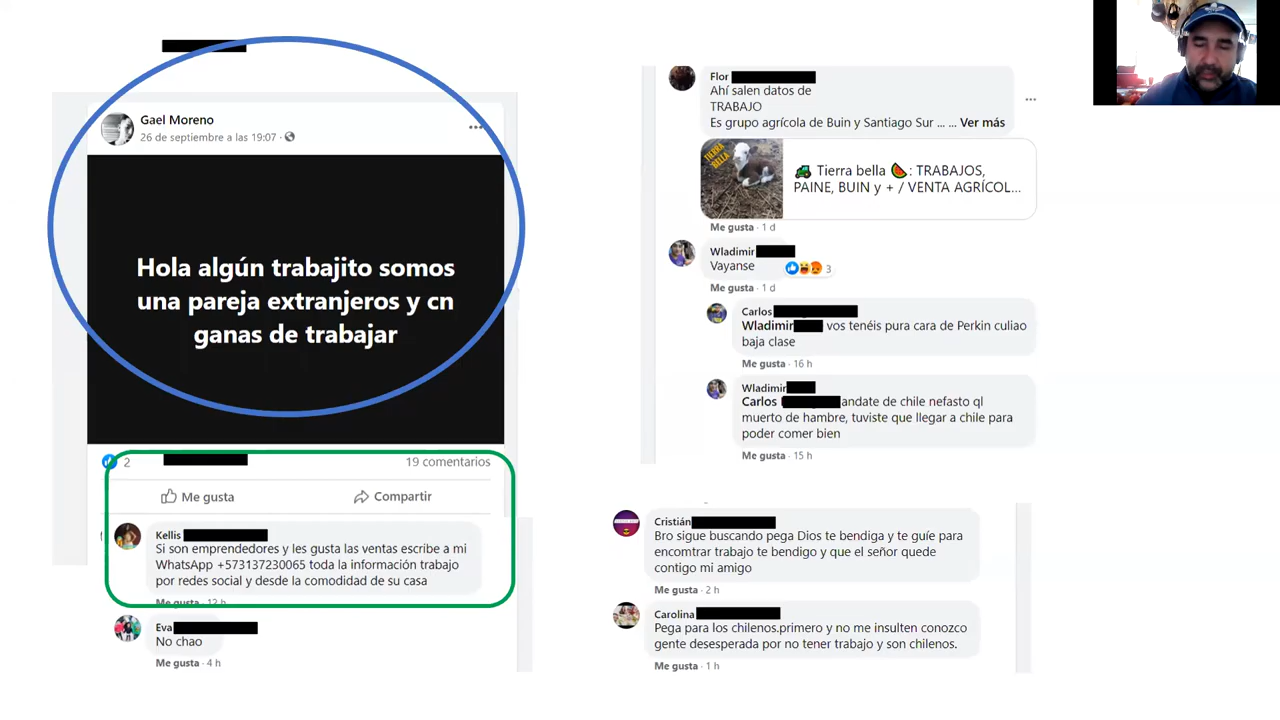 Gael Moreno
26 de septiembre a las 19:07
Hola algún trabajito somos
una pareja extranjeros y cn
ganas de trabajar
2
19 comentarios
Me gusta
Compartir
Kellis
Si son emprendedores y les gusta las ventas escribe a mi
WhatsApp +573137230065 toda la información trabajo
por redes social y desde la comodidad de su casa
Me gusta · 12 h
Eva
No chao
Me gusta · 4 h
Flor
Ahí salen datos de
TRABAJO
Es grupo agrícola de Buin y Santiago Sur ... ... Ver más
TIERRA
BELLA
🚜 Tierra bella 🍉: TRABAJOS,
PAINE, BUIN y + / VENTA AGRÍCOL...
Me gusta · 1 d
Wladimir
Vayanse
3
Me gusta · 1 d
Carlos
Wladimir vos tenéis pura cara de Perkin culiao
baja clase
Me gusta · 16 h
Wladimir
Carlos andate de chile nefasto ql
muerto de hambre, tuviste que llegar a chile para
poder comer bien
Me gusta · 15 h
Cristián
Bro sigue buscando pega Dios te bendiga y te guíe para
encomtrar trabajo te bendigo y que el señor quede
contigo mi amigo
Me gusta · 2 h
Carolina
Pega para los chilenos.primero y no me insulten conozco
gente desesperada por no tener trabajo y son chilenos.
Me gusta · 1 h